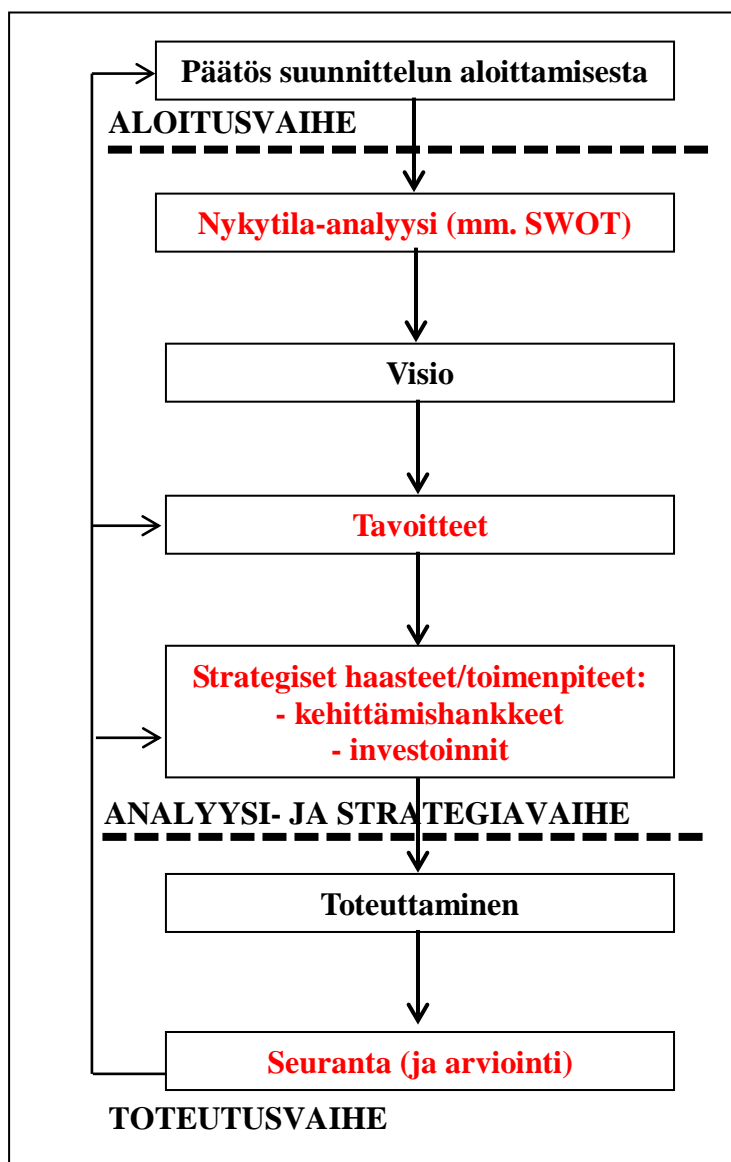 Päätös suunnittelun aloittamisesta
ALOITUSVAIHE
Nykytila-analyysi (mm. SWOT)
Visio
Tavoitteet
Strategiset haasteet/toimenpiteet:
- kehittämishankkeet
- investoinnit
ANALYYSI- JA STRATEGIAVAIHE
Toteuttaminen
Seuranta (ja arviointi)
TOTEUTUSVAIHE